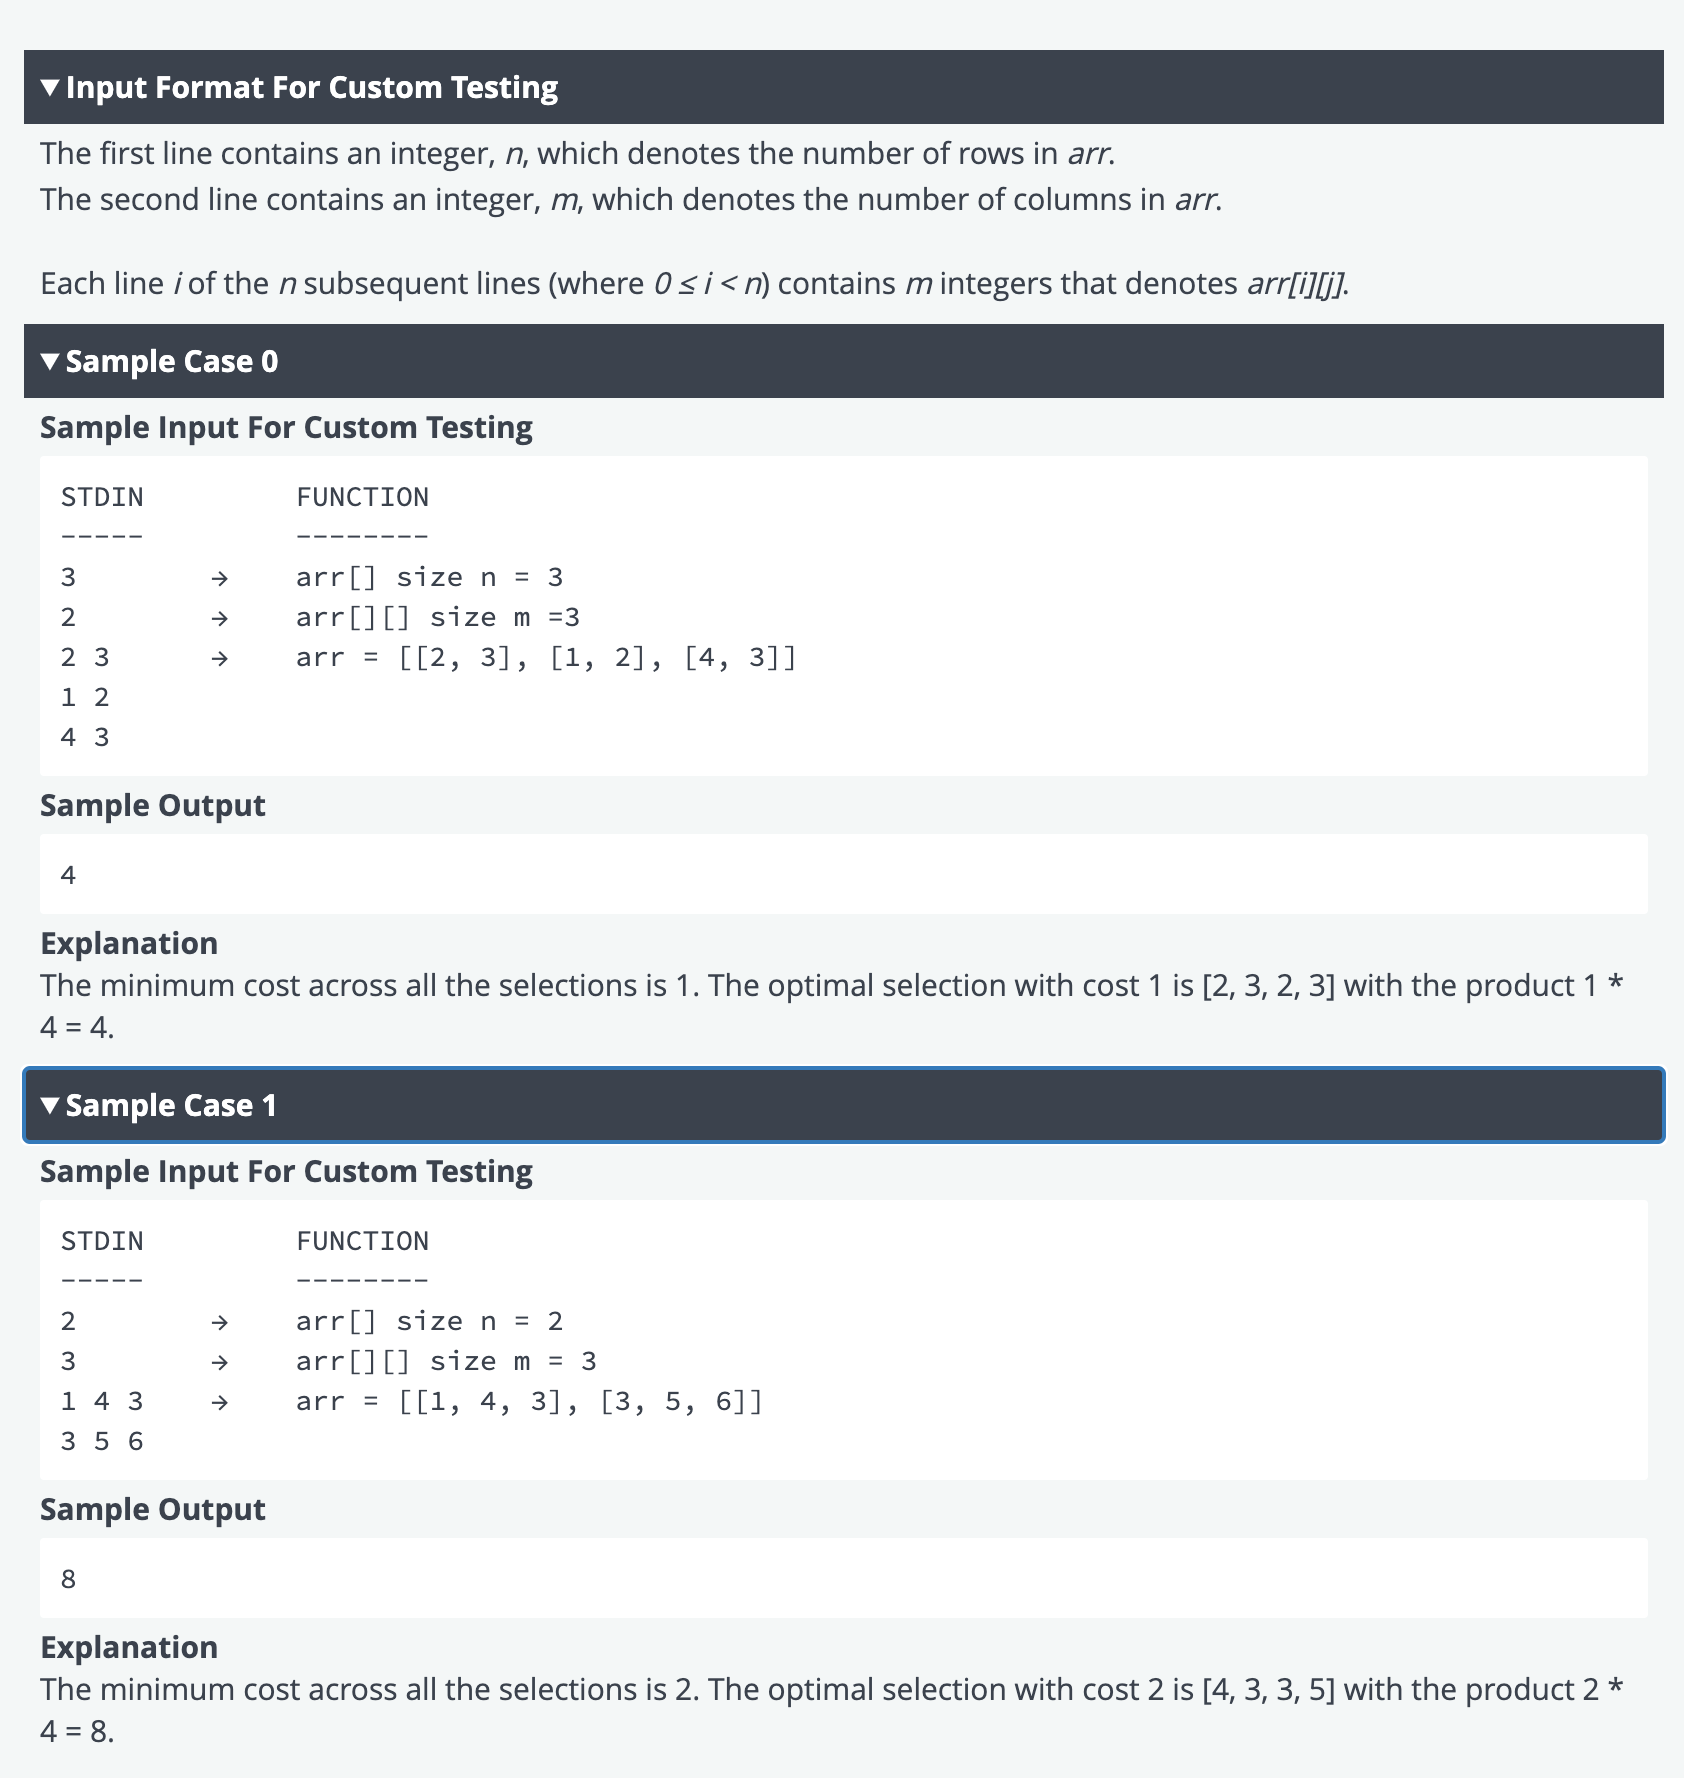 ▼ Input Format For Custom Testing
The first line contains an integer, n, which denotes the number of rows in arr.
The second line contains an integer, m, which denotes the number of columns in arr.
Each line i of the n subsequent lines (where 0 ≤ i < n) contains m integers that denotes arr[i][j].
▼ Sample Case 0
Sample Input For Custom Testing
STDIN FUNCTION
----- --------
3 → arr[] size n = 3
2 → arr[][] size m =3
2 3 → arr = [[2, 3], [1, 2], [4, 3]]
1 2
4 3
Sample Output
4
Explanation
The minimum cost across all the selections is 1. The optimal selection with cost 1 is [2, 3, 2, 3] with the product 1 *
4 = 4.
▼ Sample Case 1
Sample Input For Custom Testing
STDIN FUNCTION
----- --------
2 → arr[] size n = 2
3 → arr[][] size m = 3
1 4 3 → arr = [[1, 4, 3], [3, 5, 6]]
3 5 6
Sample Output
8
Explanation
The minimum cost across all the selections is 2. The optimal selection with cost 2 is [4, 3, 3, 5] with the product 2 *
4 = 8.